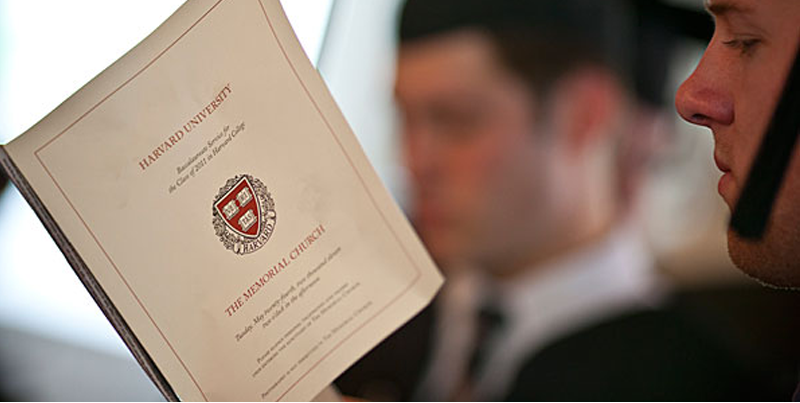 HARVARD UNIVERSITY
Baccalaureate Service for
the Class of 2011 in Harvard College
VE RI
TAS
HARVARD
THE MEMORIAL CHURCH
Tuesday, May twenty-fourth, two thousand eleven
two o'clock in the afternoon